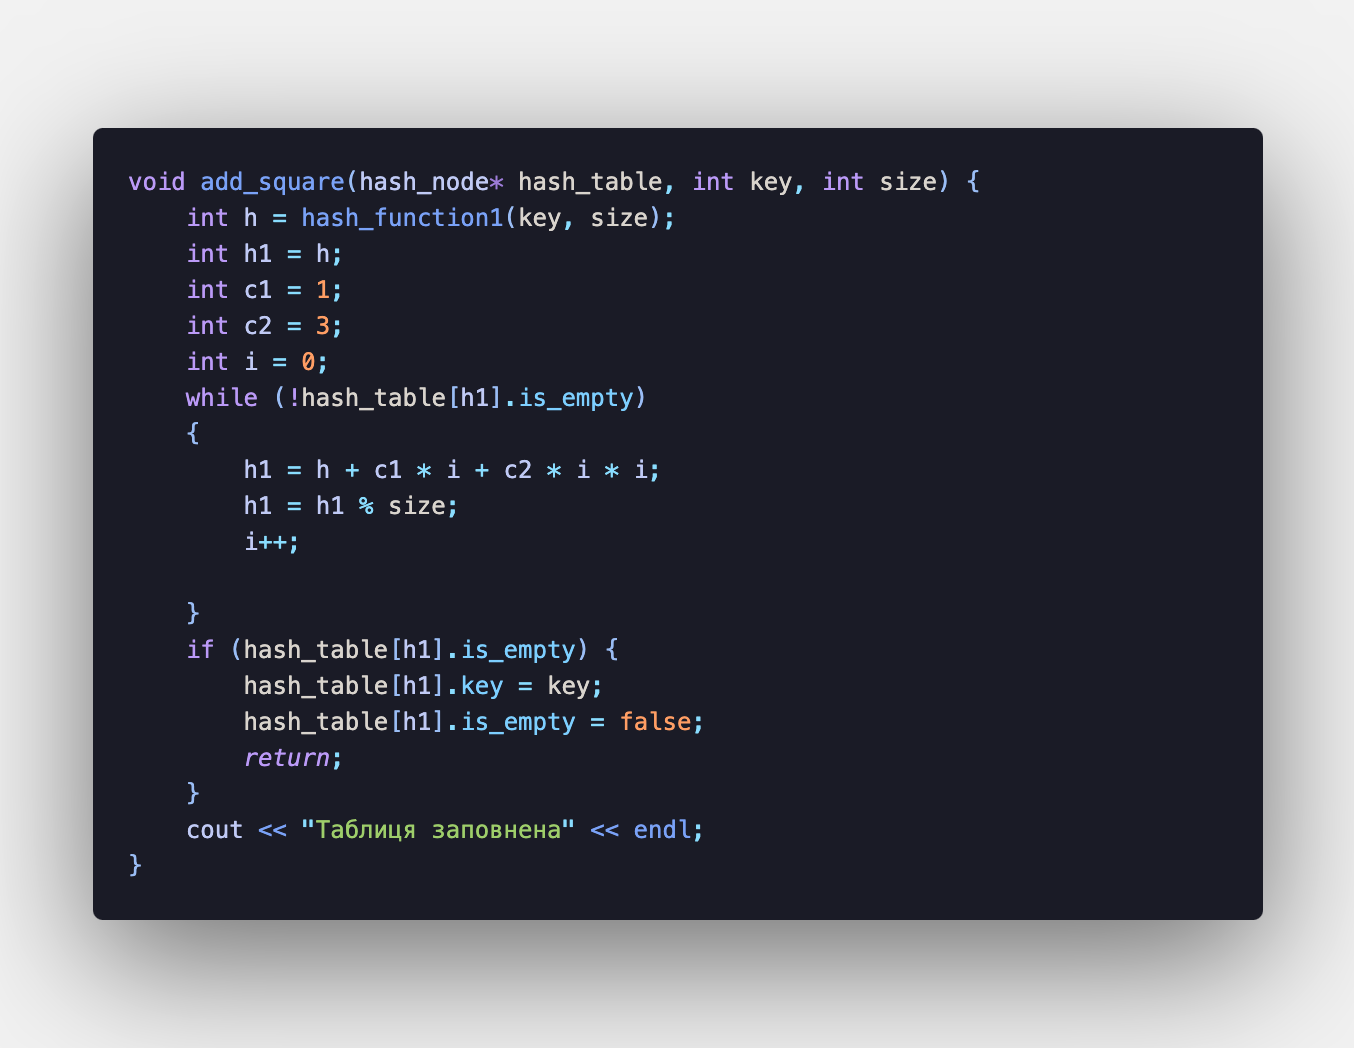 void add_square(hash_node* hash_table, int key, int size) {
    int h = hash_function1(key, size);
    int h1 = h;
    int c1 = 1;
    int c2 = 3;
    int i = 0;
    while (!hash_table[h1].is_empty)
    {
        h1 = h + c1 * i + c2 * i * i;
        h1 = h1 % size;
        i++;

    }
    if (hash_table[h1].is_empty) {
        hash_table[h1].key = key;
        hash_table[h1].is_empty = false;
        return;
    }
    cout << "Таблиця заповнена" << endl;
}